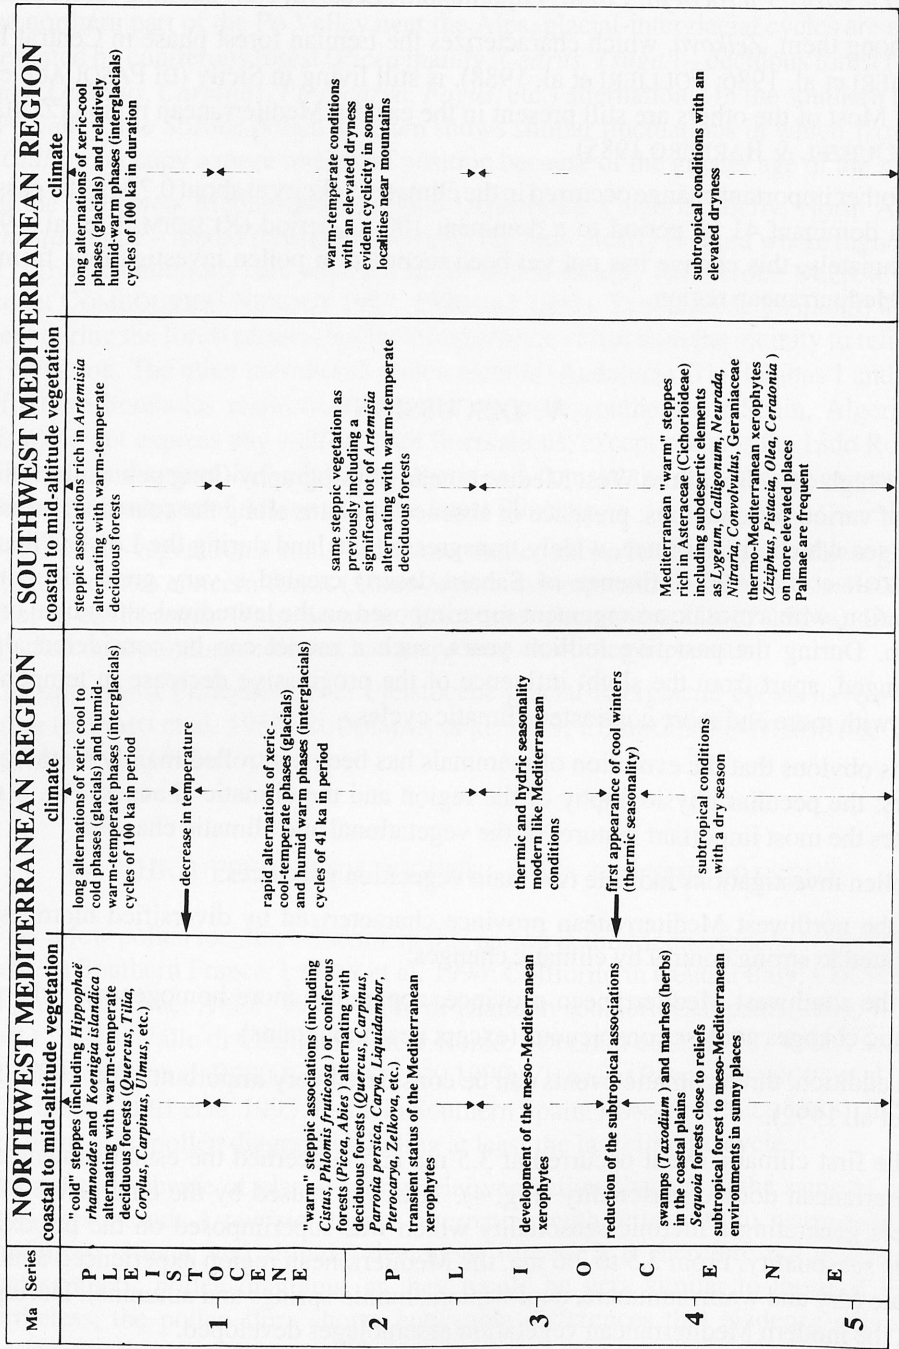 Ma
Series
NORTHWEST MEDITERRANEAN REGION
SOUTHWEST MEDITERRANEAN REGION
coastal to mid-altitude vegetation
climate
coastal to mid-altitude vegetation
climate
1
2
3
4
5
PLEISTOCENE
PLIOCENE
"cold" steppes (including Hippophaë
rhamnoides and Koenigia islandica)
alternating with warm-temperate
deciduous forests (Quercus, Tilia,
Corylus, Carpinus, Ulmus, etc.)
"warm" steppic associations (including
Cistus, Phlomis fruticosa) or coniferous
forests (Picea, Abies) alternating with
deciduous forests (Quercus, Carpinus,
Parrotia persica, Carya, Liquidambar,
Pterocarya, Zelkova, etc.)
transient status of the Mediterranean
xerophytes
development of the meso-Mediterranean
xerophytes
reduction of the subtropical associations
swamps (Taxodium) and marhes (herbs)
in the coastal plains
Sequoia forests on close reliefs
subtropical forest to meso-Mediterranean
environments in sunny places
long alternations of xeric cool to
cold phases (glacials) and humid-
warm-temperate phases (interglacials)
cycles of 100 ka in period
decrease in temperature
rapid alternations of xeric-
cool-temperate phases (glacials)
and humid warm phases (interglacials)
cycles of 41 ka in period
thermic and hydric seasonality
modern like Mediterranean
conditions
first appearance of cool winters
(thermic seasonality)
subtropical conditions
with a dry season
steppic associations rich in Artemisia
alternating with warm-temperate
deciduous forests
same steppic vegetation as
previously including a
significant lot of Artemisia
alternating with warm-temperate
deciduous forests
Mediterranean "warm" steppes
rich in Asteraceae (Cichorioideae)
including subdesertic elements
as Lygeum, Calligonum, Neurada,
Nitraria, Convolvulus, Geraniaceae
thermo-Mediterranean xerophytes
(Ziziphus, Pistacia, Olea, Ceratonia)
on more elevated places
Palmae are frequent
long alternations of xeric-cool
phases (glacials) and relatively
humid-warm phases (interglacials)
cycles of 100 ka in duration
warm-temperate conditions
with an elevated dryness
evident cyclicity in some
localities near mountains
subtropical conditions with an
elevated dryness